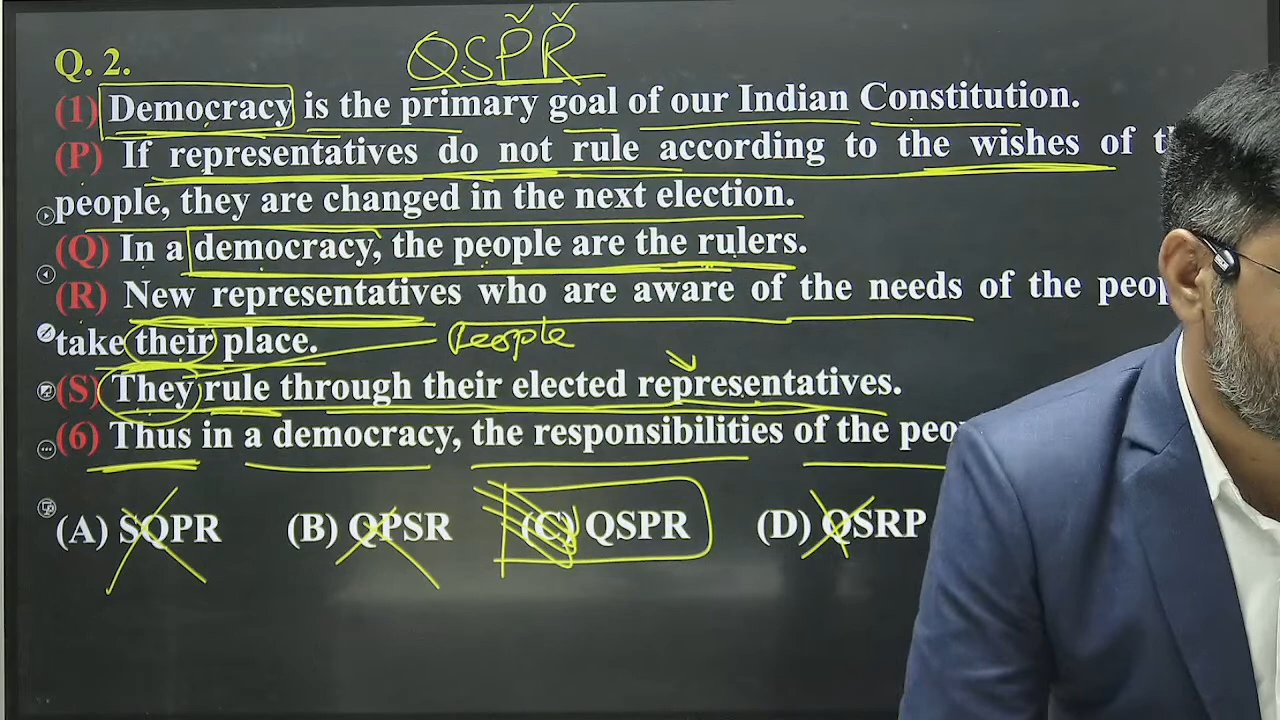 Q. 2.
QSPR
(1) Democracy is the primary goal of our Indian Constitution.
(P) If representatives do not rule according to the wishes of
people, they are changed in the next election.
(Q) In a democracy, the people are the rulers.
(R) New representatives who are aware of the needs of the
take their place.
People
(S) They rule through their elected representatives.
(6) Thus in a democracy, the responsibilities of the
(A) SQPR (B) QPSR (C) QSPR (D) QSRP